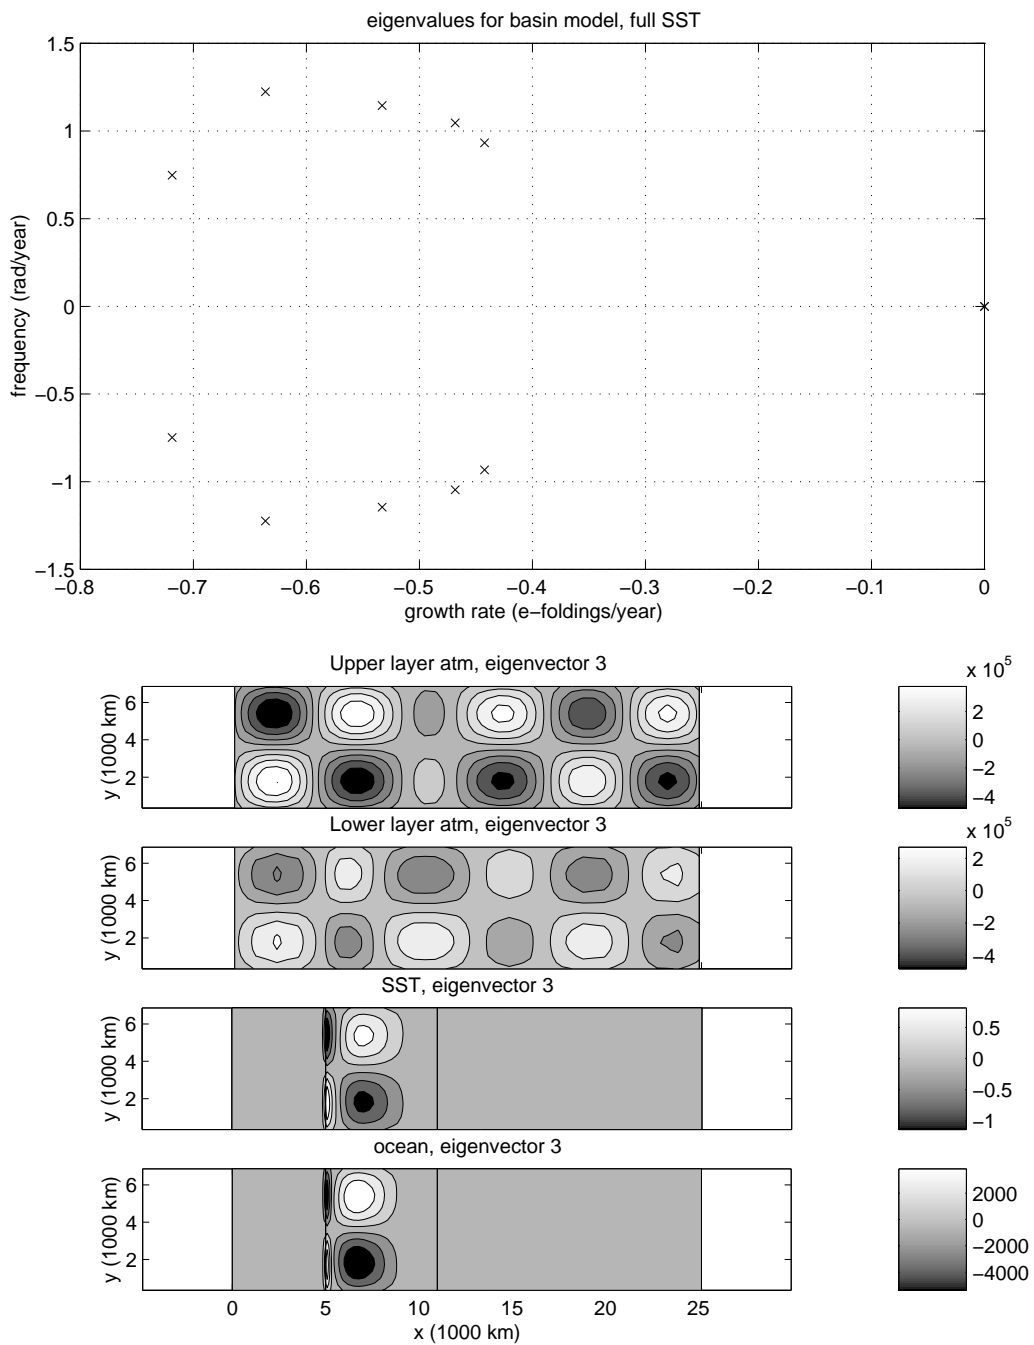 eigenvalues for basin model, full SST
1.5
1
0.5
0
−0.5
−1
−1.5
frequency (rad/year)
−0.8 −0.7 −0.6 −0.5 −0.4 −0.3 −0.2 −0.1 0
growth rate (e−foldings/year)
Upper layer atm, eigenvector 3
x 10^5
y (1000 km)
6
4
2
2
0
−2
−4
Lower layer atm, eigenvector 3
x 10^5
y (1000 km)
6
4
2
2
0
−2
−4
SST, eigenvector 3
y (1000 km)
6
4
2
0.5
0
−0.5
−1
ocean, eigenvector 3
y (1000 km)
6
4
2
2000
0
−2000
−4000
0 5 10 15 20 25
x (1000 km)